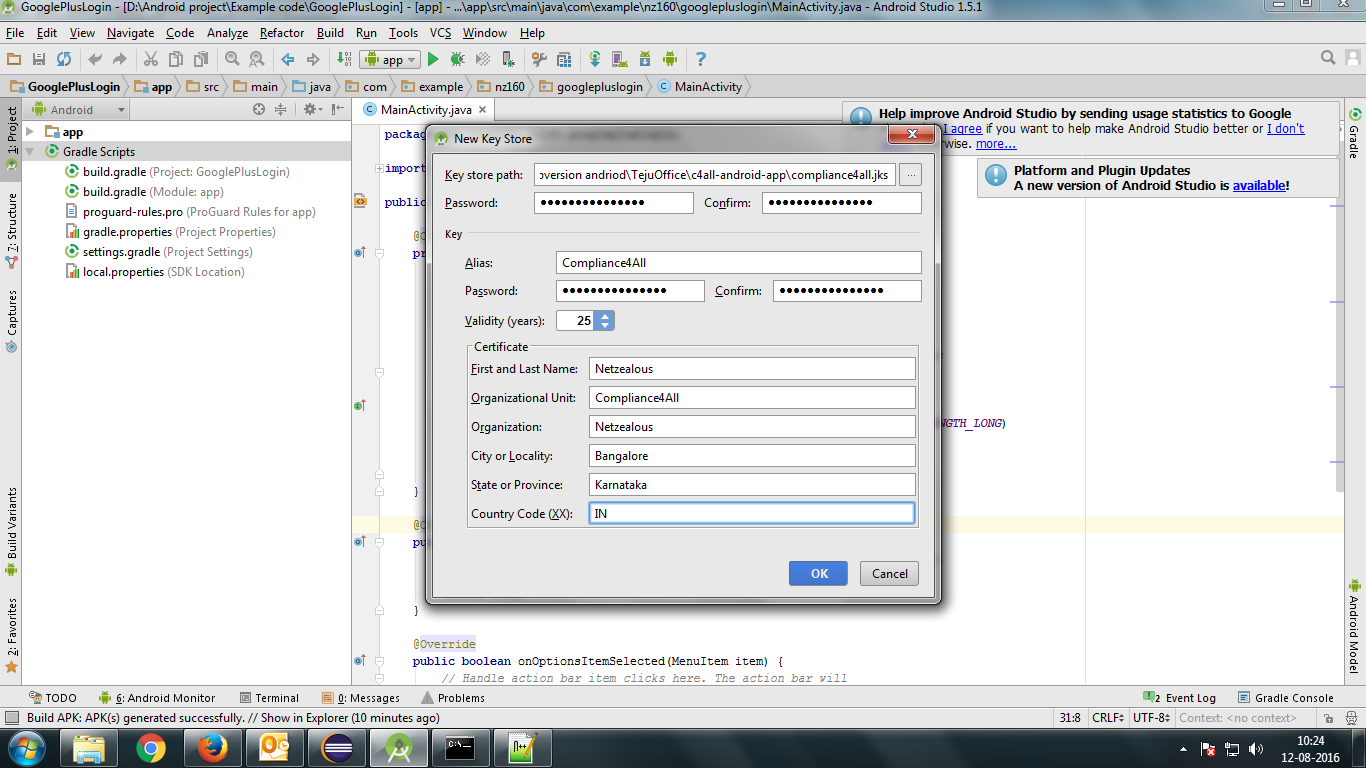 GooglePlusLogin - [D:\Android project\Example code\GooglePlusLogin] - [app] - ...\app\src\main\java\com\example\nz160\googlepluslogin\MainActivity.java - Android Studio 1.5.1
File Edit View Navigate Code Analyze Refactor Build Run Tools VCS Window Help
app
GooglePlusLogin app src main java com example nz160 googlepluslogin MainActivity
Android
MainActivity.java
1: Project
7: Structure
Captures
Build Variants
2: Favorites
app
Gradle Scripts
build.gradle (Project: GooglePlusLogin)
build.gradle (Module: app)
proguard-rules.pro (ProGuard Rules for app)
gradle.properties (Project Properties)
settings.gradle (Project Settings)
local.properties (SDK Location)
Help improve Android Studio by sending usage statistics to Google
I agree if you want to help make Android Studio better or I don't
more...
Platform and Plugin Updates
A new version of Android Studio is available!
Gradle
Android Model
New Key Store
Key store path: version andriod\TejuOffice\c4all-android-app\compliance4all.jks ...
Password: ●●●●●●●●●●●●●●● Confirm: ●●●●●●●●●●●●●●●
Key
Alias: Compliance4All
Password: ●●●●●●●●●●●●●●● Confirm: ●●●●●●●●●●●●●●●
Validity (years): 25
Certificate
First and Last Name: Netzealous
Organizational Unit: Compliance4All
Organization: Netzealous
City or Locality: Bangalore
State or Province: Karnataka
Country Code (XX): IN
OK Cancel
}
}
@Override
public boolean onOptionsItemSelected(MenuItem item) {
// Handle action bar item clicks here. The action bar will
TODO 6: Android Monitor Terminal 0: Messages Problems 2 Event Log Gradle Console
Build APK: APK(s) generated successfully. // Show in Explorer (10 minutes ago) 31:8 CRLF UTF-8 Context: <no context>
10:24
12-08-2016